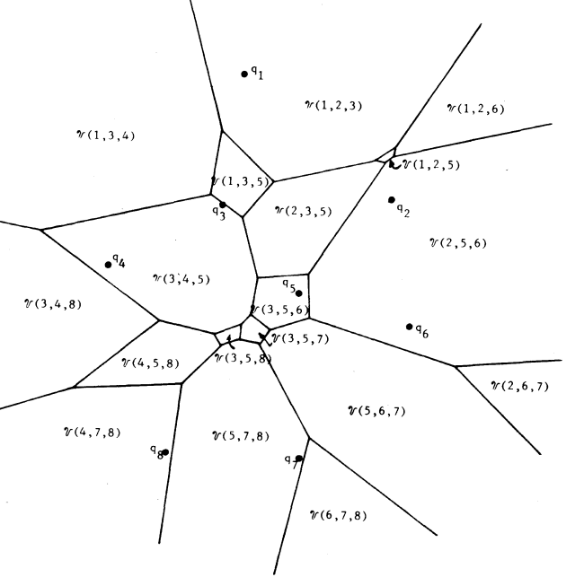 q1
𝒱(1,2,3)
𝒱(1,2,6)
𝒱(1,3,4)
𝒱(1,2,5)
𝒱(1,3,5)
q2
q3
𝒱(2,3,5)
𝒱(2,5,6)
q4
𝒱(3,4,5)
q5
𝒱(3,4,8)
𝒱(3,5,6)
q6
𝒱(3,5,7)
𝒱(3,5,8)
𝒱(4,5,8)
𝒱(2,6,7)
𝒱(5,6,7)
𝒱(4,7,8)
𝒱(5,7,8)
q8
q7
𝒱(6,7,8)